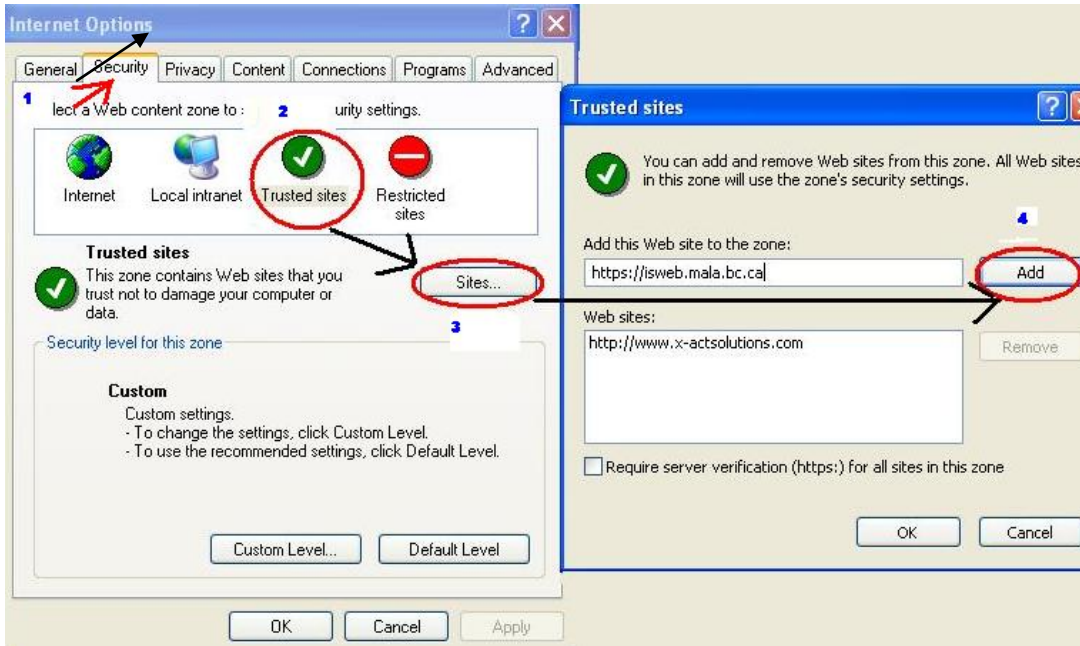 Internet Options
General Security Privacy Content Connections Programs Advanced
1
lect a Web content zone to 2 urity settings.
Internet
Local intranet
Trusted sites
Restricted
sites
Trusted sites
This zone contains Web sites that you
trust not to damage your computer or
data.
Sites...
3
Security level for this zone
Custom
Custom settings.
- To change the settings, click Custom Level.
- To use the recommended settings, click Default Level.
Custom Level...
Default Level
OK
Cancel
Apply
Trusted sites
You can add and remove Web sites from this zone. All Web sites
in this zone will use the zone's security settings.
4
Add this Web site to the zone:
https://isweb.mala.bc.ca
Add
Web sites:
http://www.x-actsolutions.com
Remove
Require server verification (https:) for all sites in this zone
OK
Cancel